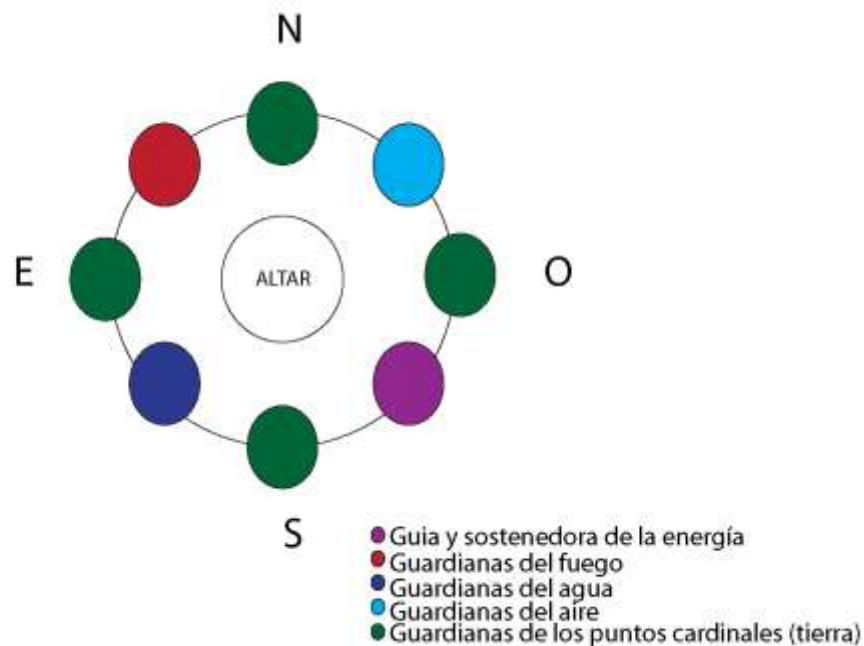 N
E
ALTAR
O
S
Guia y sostenedora de la energía
Guardianas del fuego
Guardianas del agua
Guardianas del aire
Guardianas de los puntos cardinales (tierra)